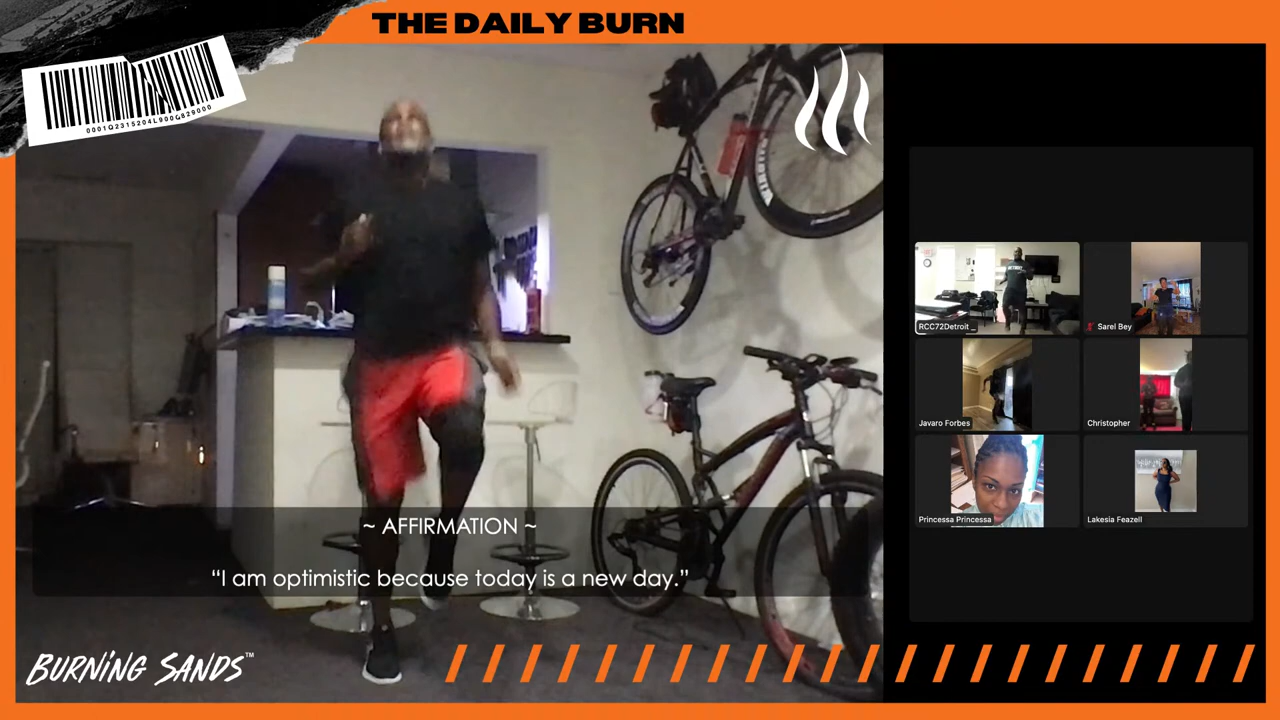 THE DAILY BURN
~ AFFIRMATION ~
“I am optimistic because today is a new day.”
BURNING SANDS™
RCC72Detroit _
Sarel Bey
Javaro Forbes
Christopher
Princessa Princessa
Lakesia Feazell